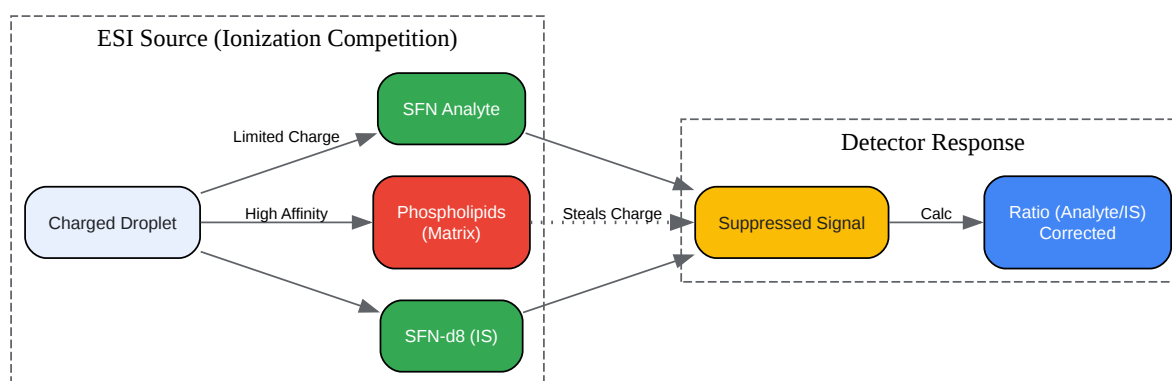 ESI Source (Ionization Competition)
SFN Analyte
Limited Charge
Detector Response
Charged Droplet
High Affinity
Phospholipids
(Matrix)
Steals Charge
Suppressed Signal
Calc
Ratio (Analyte/IS)
Corrected
SFN-d8 (IS)